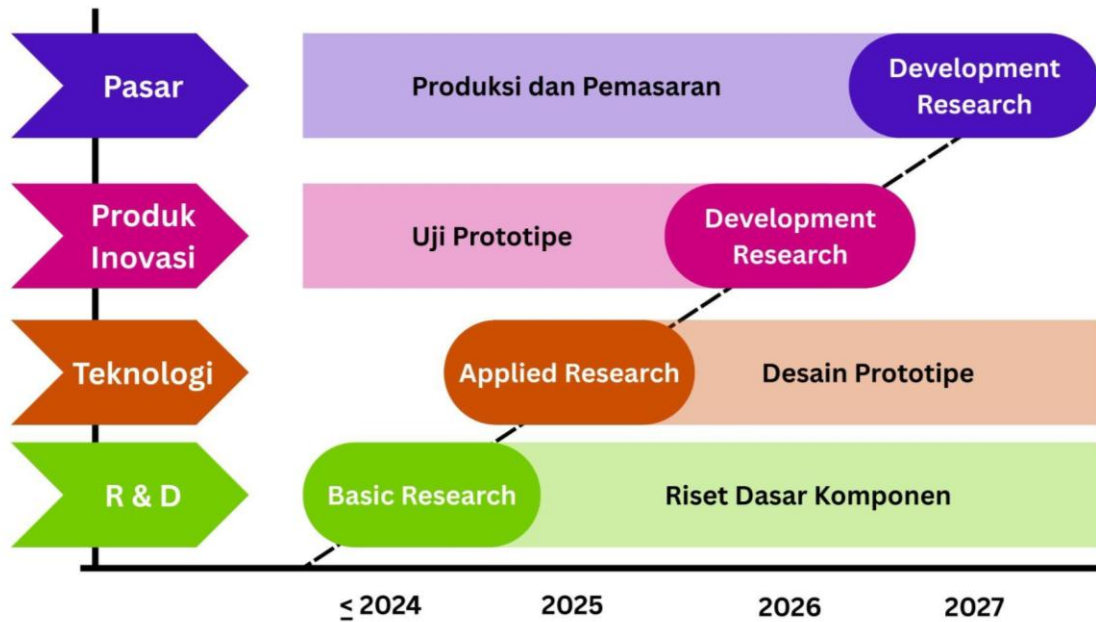 Pasar
Produksi dan Pemasaran
Development
Research
Produk
Inovasi
Uji Prototipe
Development
Research
Teknologi
Applied Research
Desain Prototipe
R & D
Basic Research
Riset Dasar Komponen
≤ 2024
2025
2026
2027